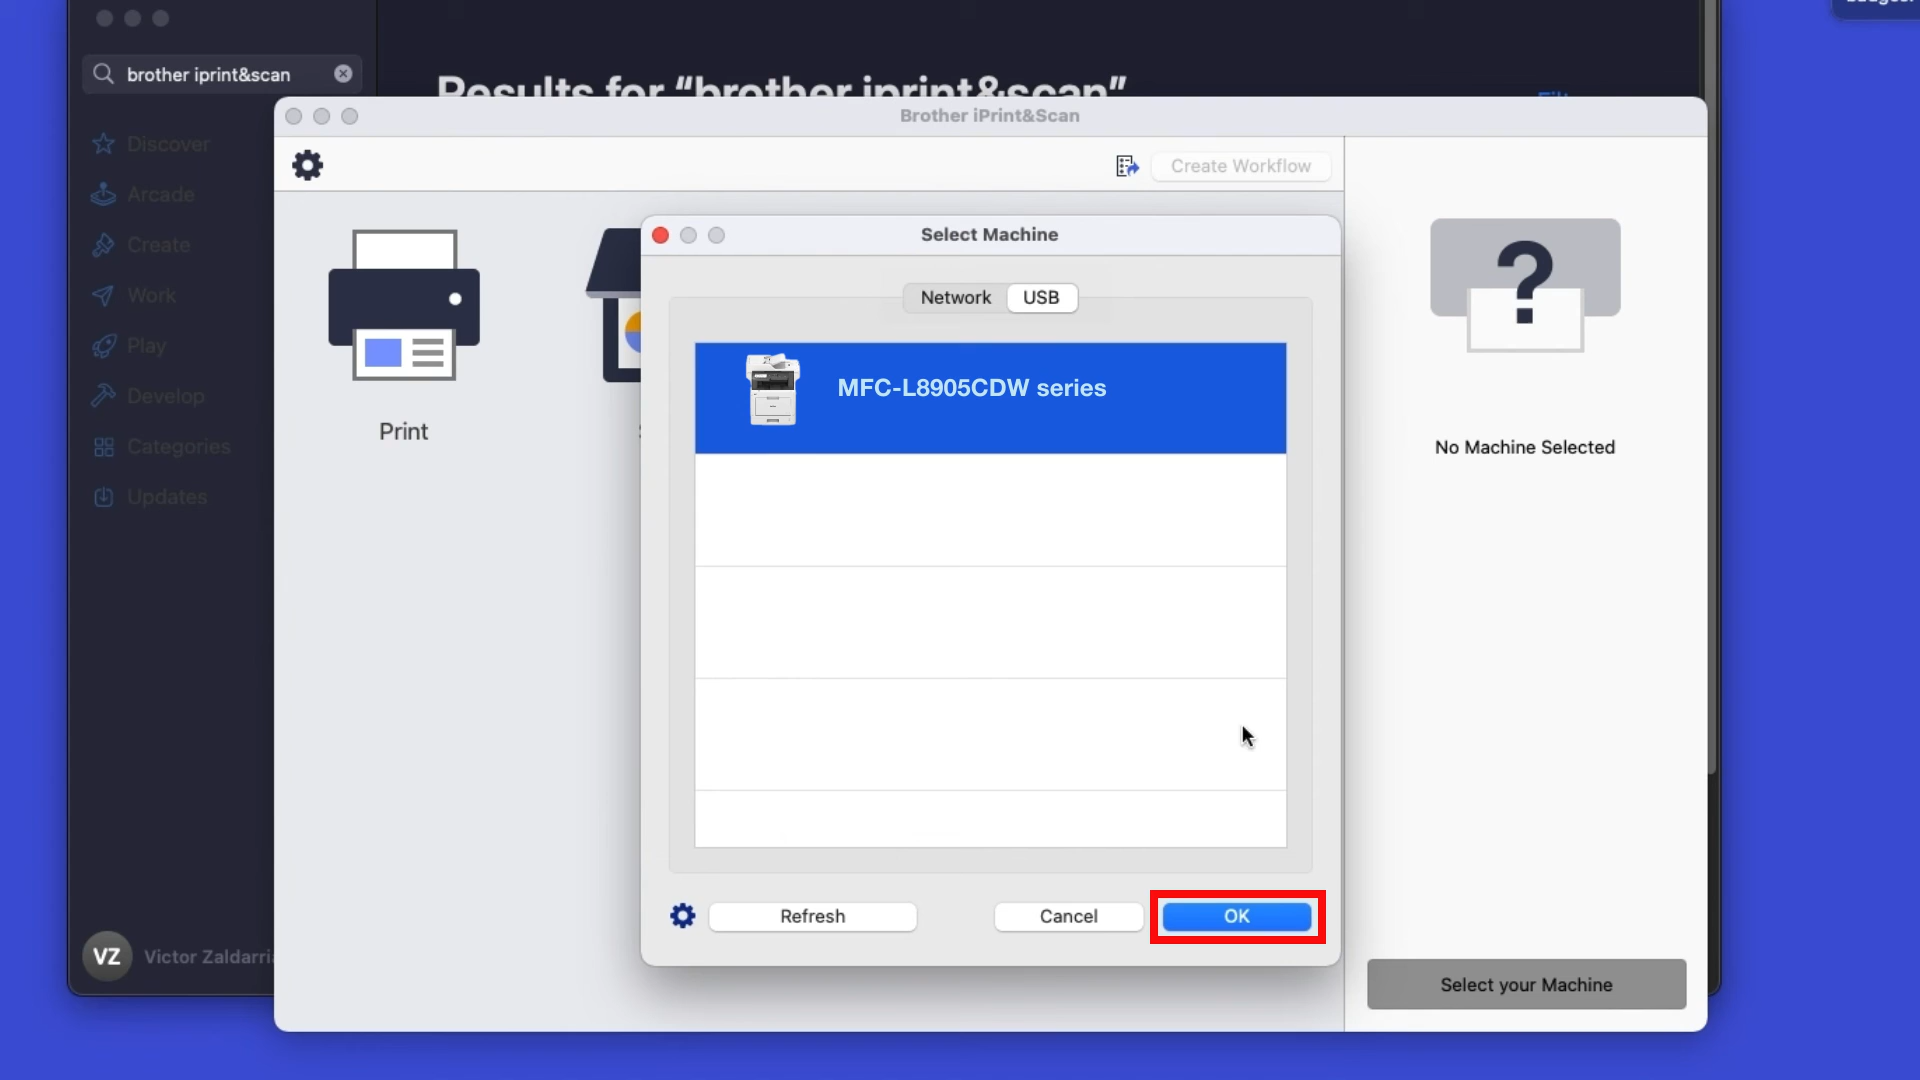 brother iprint&scan
Results for “brother iprint&scan”
Discover
Arcade
Create
Work
Play
Develop
Categories
Updates
VZ
Brother iPrint&Scan
Create Workflow
Print
Select Machine
Network
USB
MFC-L8905CDW series
Refresh
Cancel
OK
?
No Machine Selected
Select your Machine